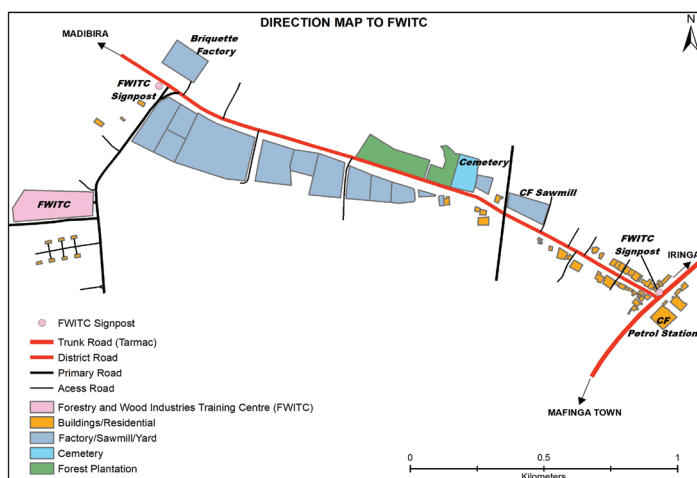 DIRECTION MAP TO FWITC
N
MADIBIRA
Briquette
Factory
FWITC
Signpost
Cemetery
CF Sawmill
FWITC
FWITC
Signpost
IRINGA
CF
Petrol Station
MAFINGA TOWN
FWITC Signpost
Trunk Road (Tarmac)
District Road
Primary Road
Acess Road
Forestry and Wood Industries Training Centre (FWITC)
Buildings/Residential
Factory/Sawmill/Yard
Cemetery
Forest Plantation
0 0.5 1
Kilometers